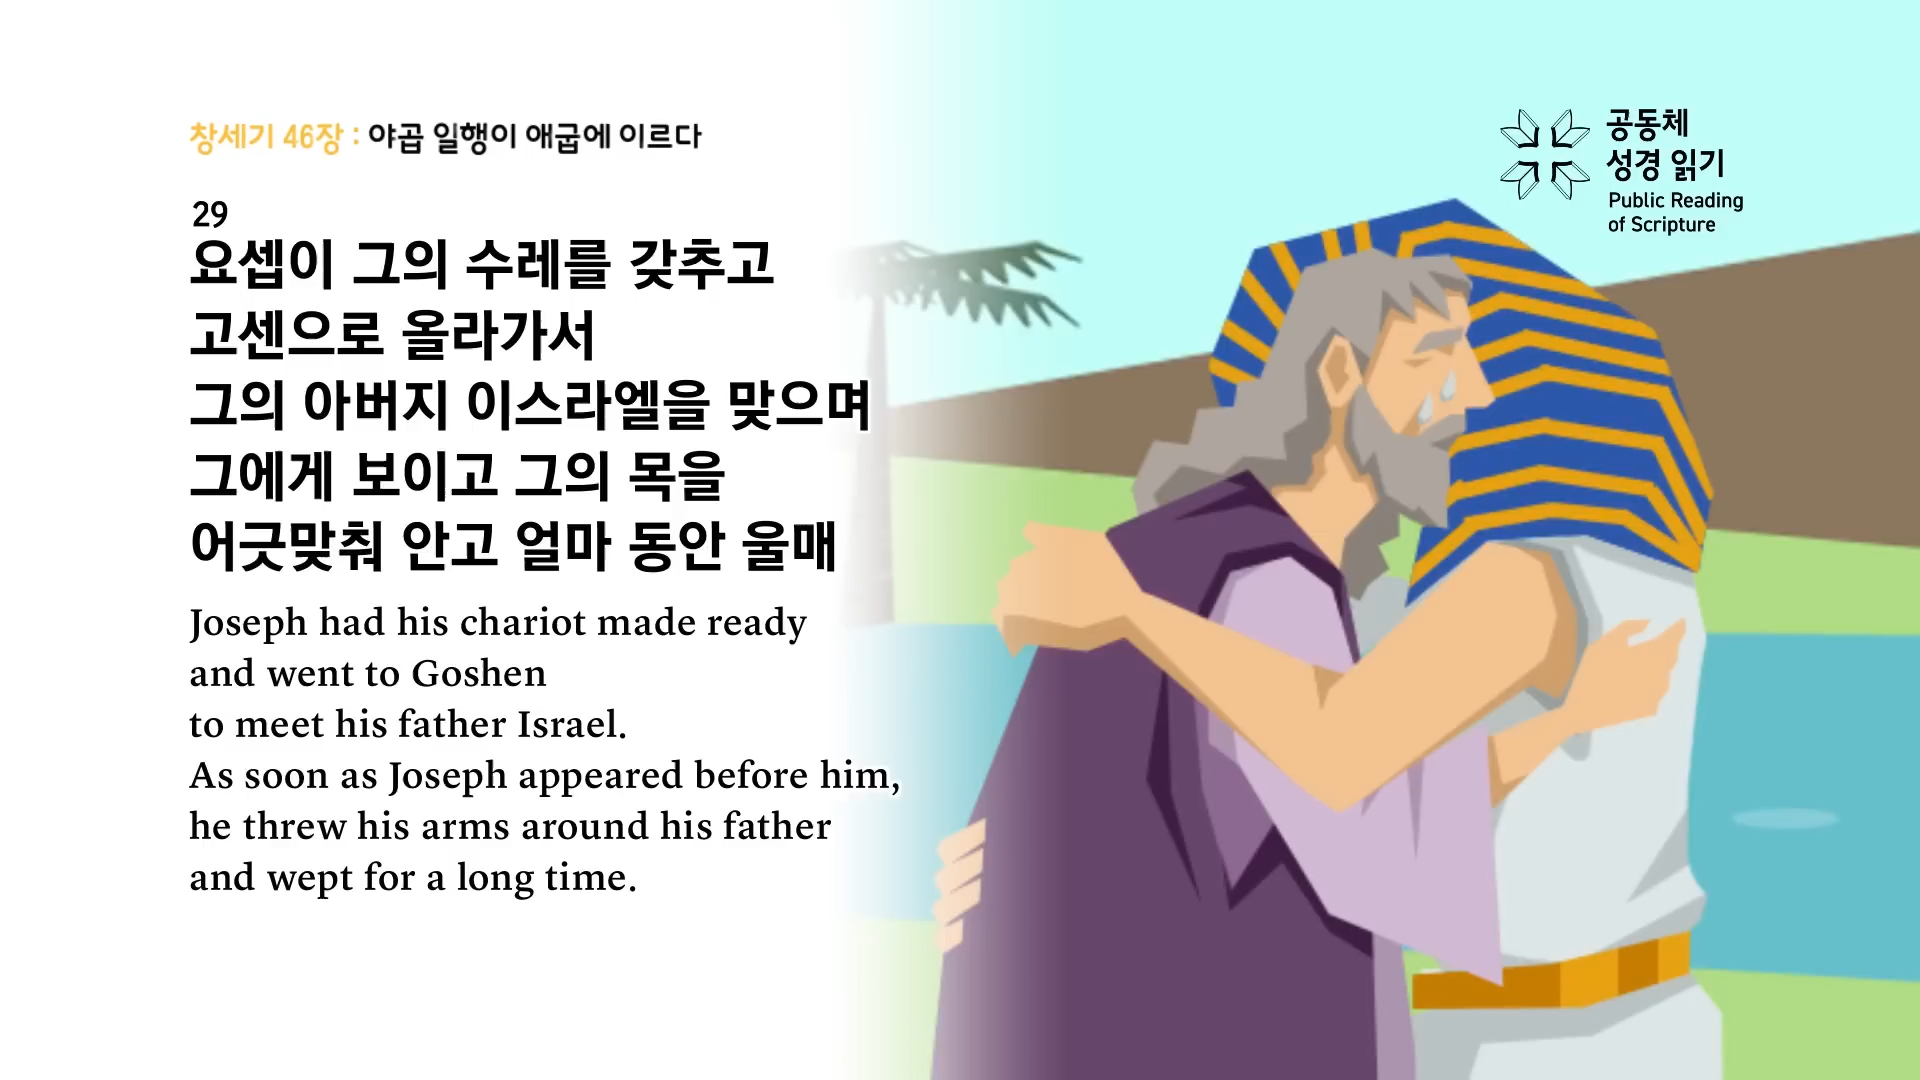 창세기 46장 : 야곱 일행이 애굽에 이르다
29
요셉이 그의 수레를 갖추고
고센으로 올라가서
그의 아버지 이스라엘을 맞으며
그에게 보이고 그의 목을
어긋맞춰 안고 얼마 동안 울매
Joseph had his chariot made ready
and went to Goshen
to meet his father Israel.
As soon as Joseph appeared before him,
he threw his arms around his father
and wept for a long time.
공동체
성경 읽기
Public Reading
of Scripture